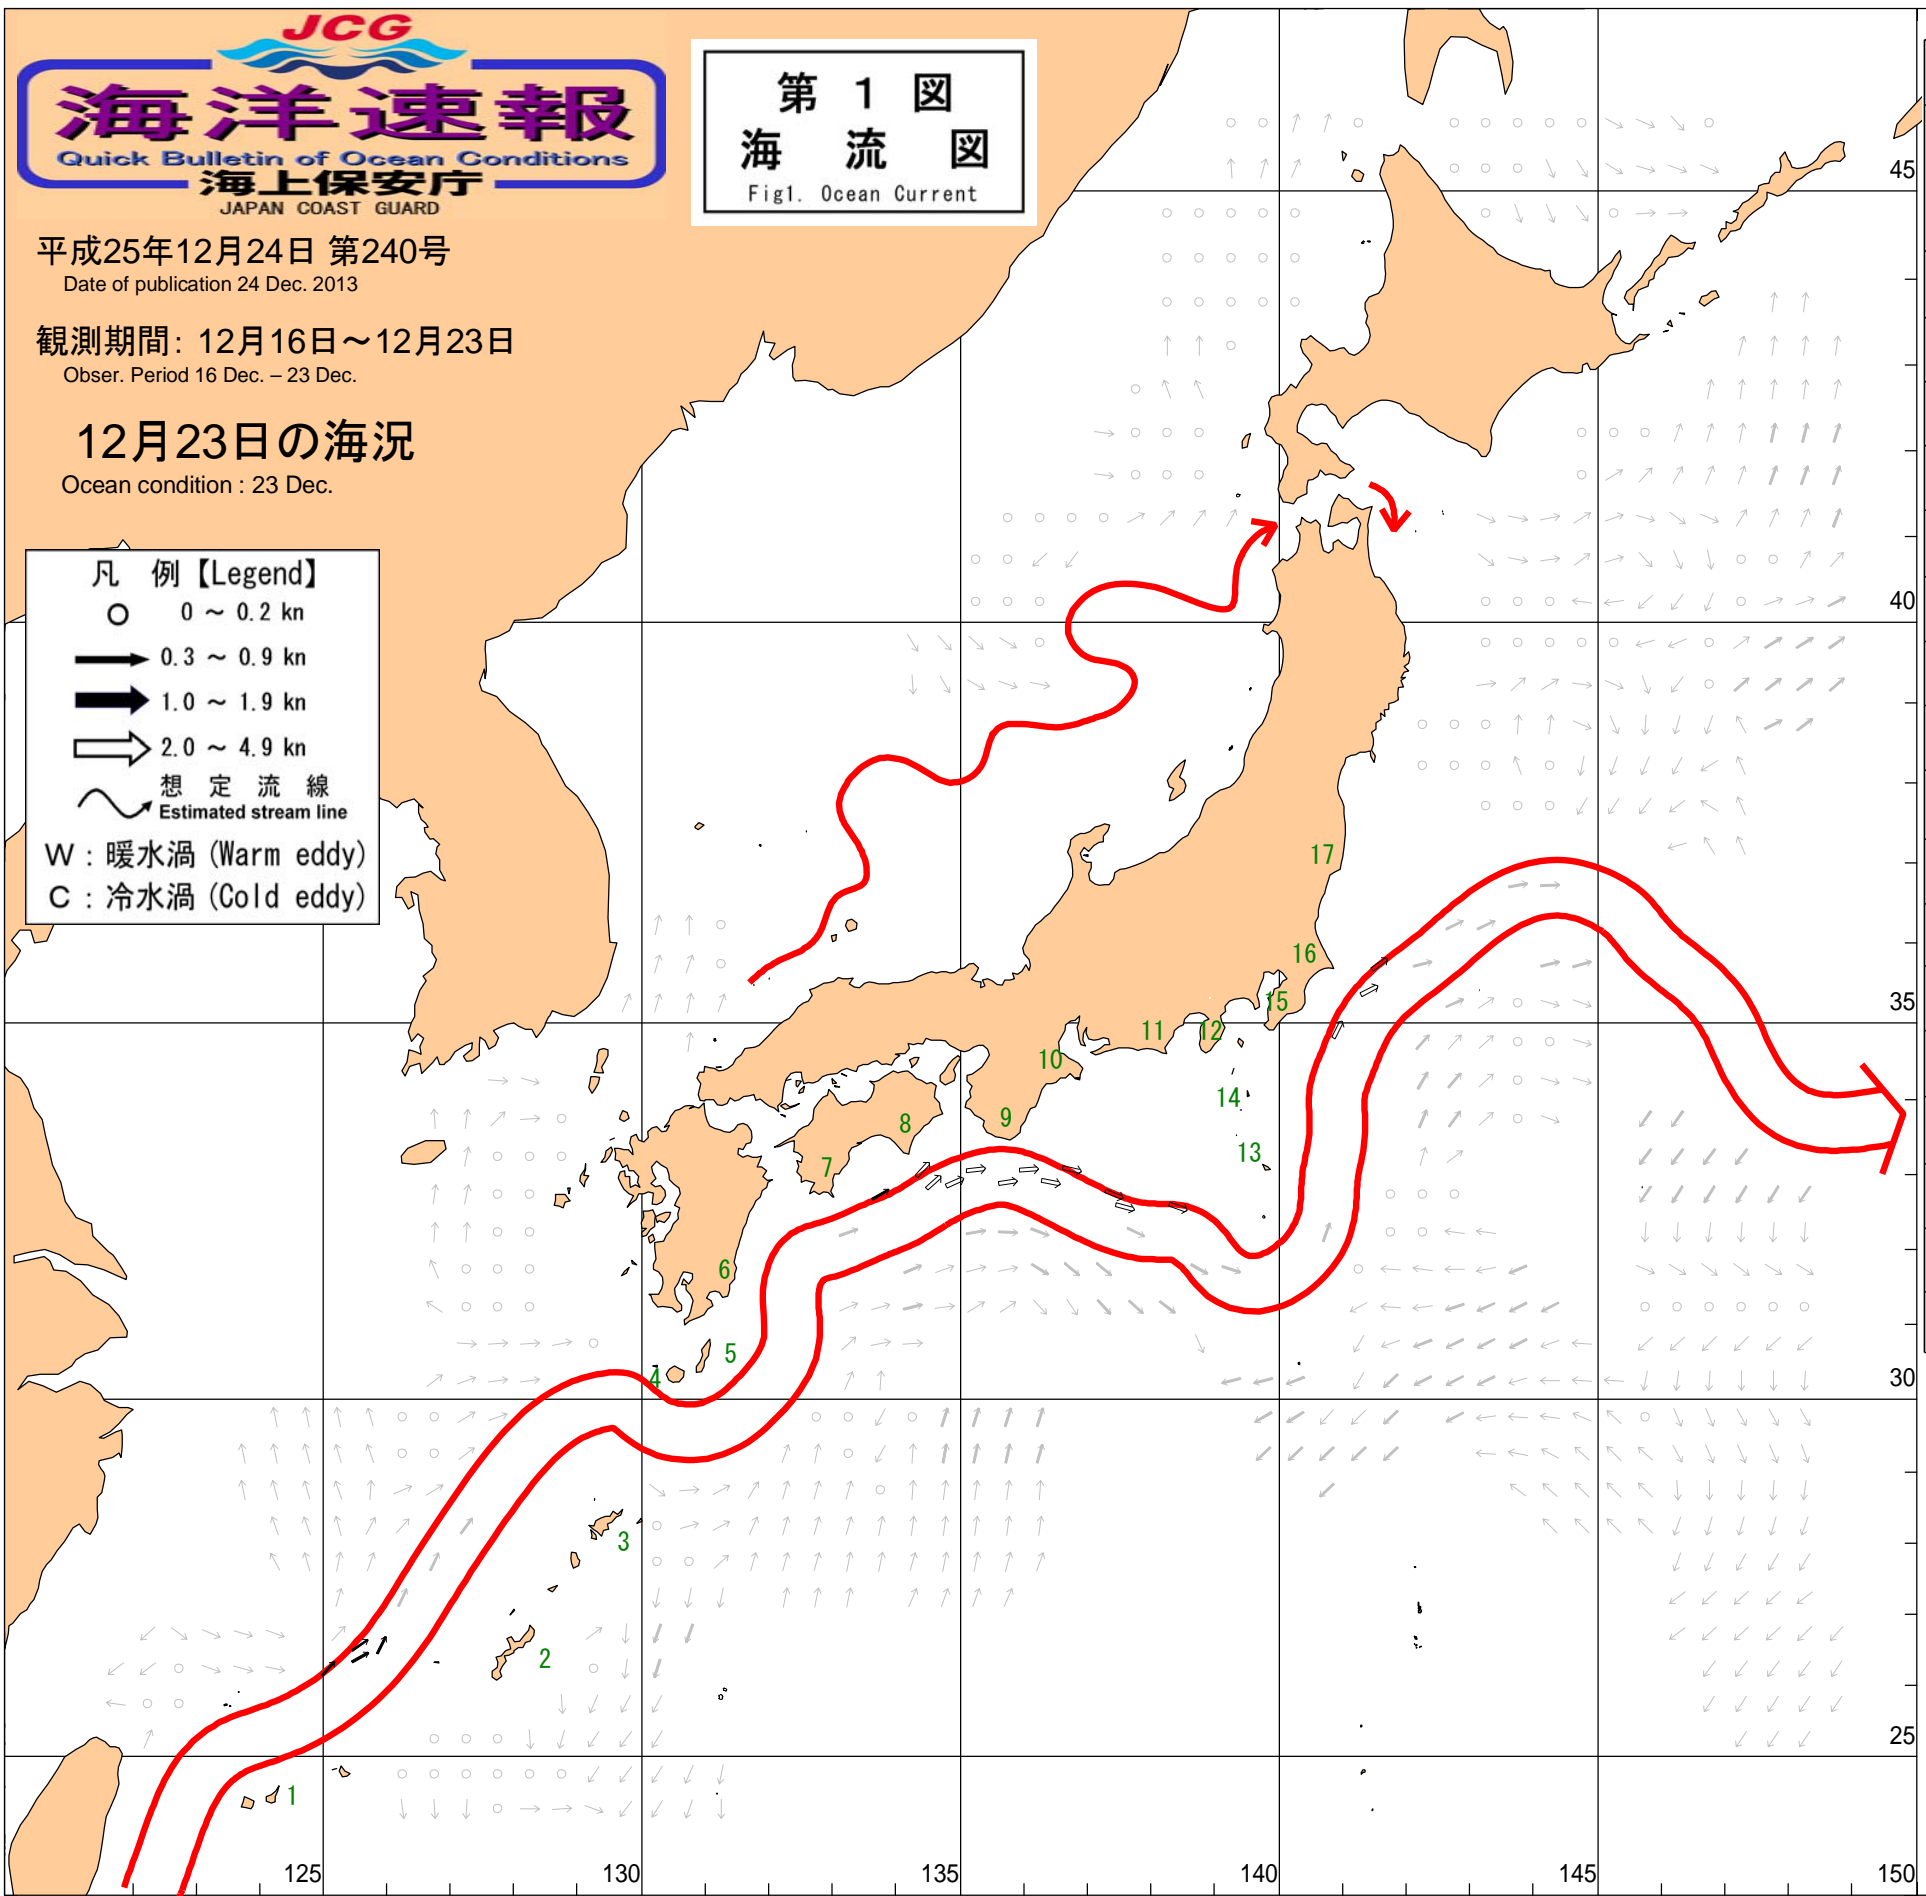 JCG
海洋速報
Quick Bulletin of Ocean Conditions
海上保安庁
JAPAN COAST GUARD
第 1 図
海 流 図
Fig1. Ocean Current
平成25年12月24日 第240号
Date of publication 24 Dec. 2013
観測期間: 12月16日～12月23日
Obser. Period 16 Dec. – 23 Dec.
12月23日の海況
Ocean condition : 23 Dec.
凡 例【Legend】
0 ～ 0.2 kn
0.3 ～ 0.9 kn
1.0 ～ 1.9 kn
2.0 ～ 4.9 kn
想 定 流 線
Estimated stream line
W : 暖水渦 (Warm eddy)
C : 冷水渦 (Cold eddy)
45
40
17
16
35
15
12
11
10
14
9
8
13
7
6
5
4
30
3
2
25
1
125
130
135
140
145
150